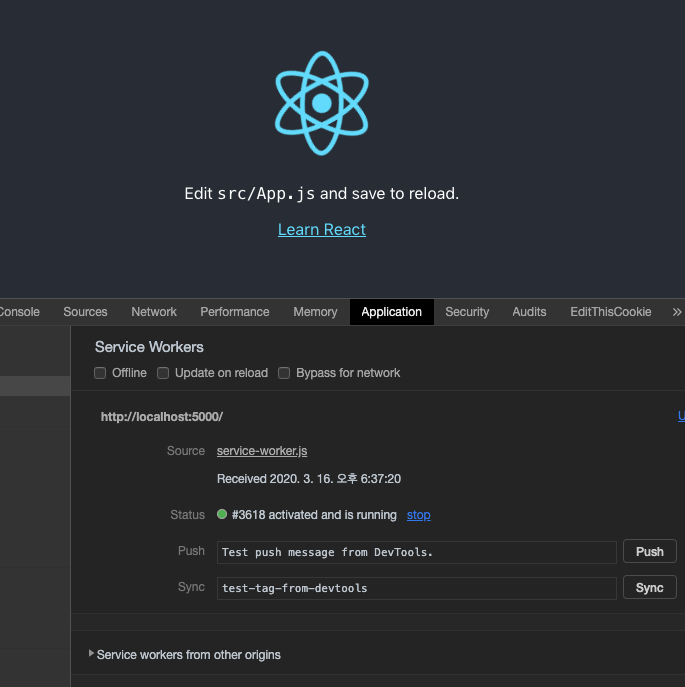 Edit src/App.js and save to reload.
Learn React
Console Sources Network Performance Memory Application Security Audits EditThisCookie »
Service Workers
Offline Update on reload Bypass for network
http://localhost:5000/ U
Source service-worker.js
Received 2020. 3. 16. 오후 6:37:20
Status #3618 activated and is running stop
Push Test push message from DevTools. Push
Sync test-tag-from-devtools Sync
Service workers from other origins